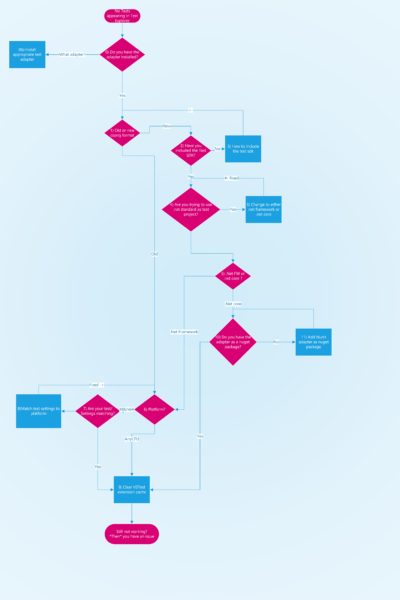 No Tests
appearing in Test
Explorer
0) Do you have the
adapter installed?
What adapter?
appropriate test
adapter
Yes
1) Old or new
csproj format
New
2) Have you
included the Test
SDK?
No
3) How to include
the test sdk
Yes
4) Are you trying to use
net standard as test
project?
Yes
5) Change to either
net framework or
net core
Old
Net FW or
net core ?
Net core
Net Framework
10) Do you have the
adapter as a nuget
package?
No
11) Add Nunit
adapter as nuget
package
Yes
6) Platform?
7) Are your test
settings matching?
8)Match test settings to
platform
Any CPU
Yes
9) Clear VSTest
extension cache
Still not working?
*Then* you have an issue